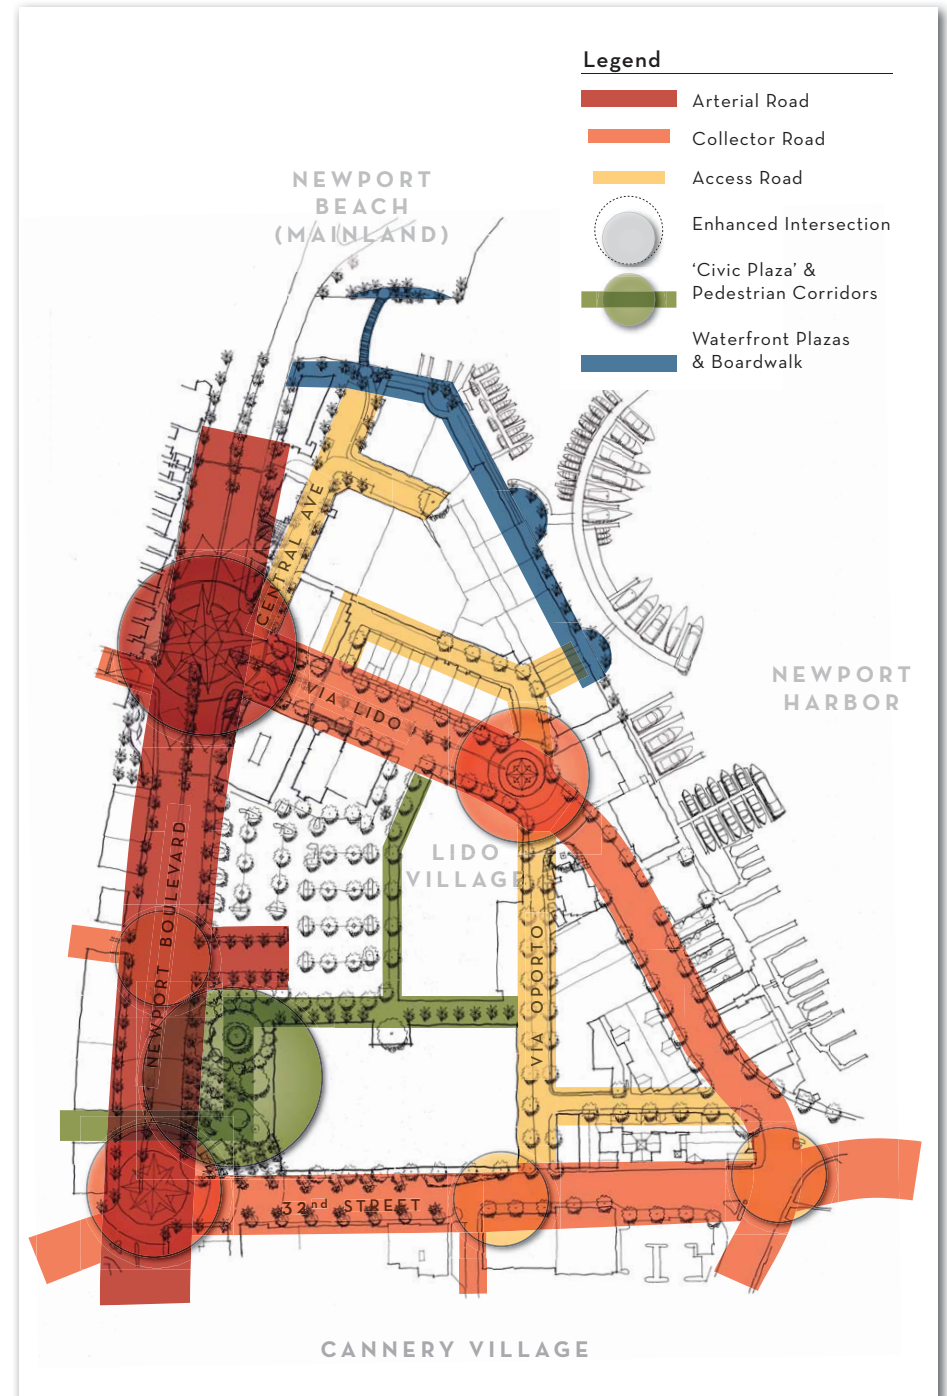 Legend
Arterial Road
Collector Road
Access Road
Enhanced Intersection
‘Civic Plaza’ &
Pedestrian Corridors
Waterfront Plazas
& Boardwalk
NEWPORT
BEACH
(MAINLAND)
CENTRAL AVE
VIA LIDO
NEWPORT
HARBOR
LIDO
VILLAGE
NEWPORT BOULEVARD
VIA OPORTO
32nd STREET
CANNERY VILLAGE